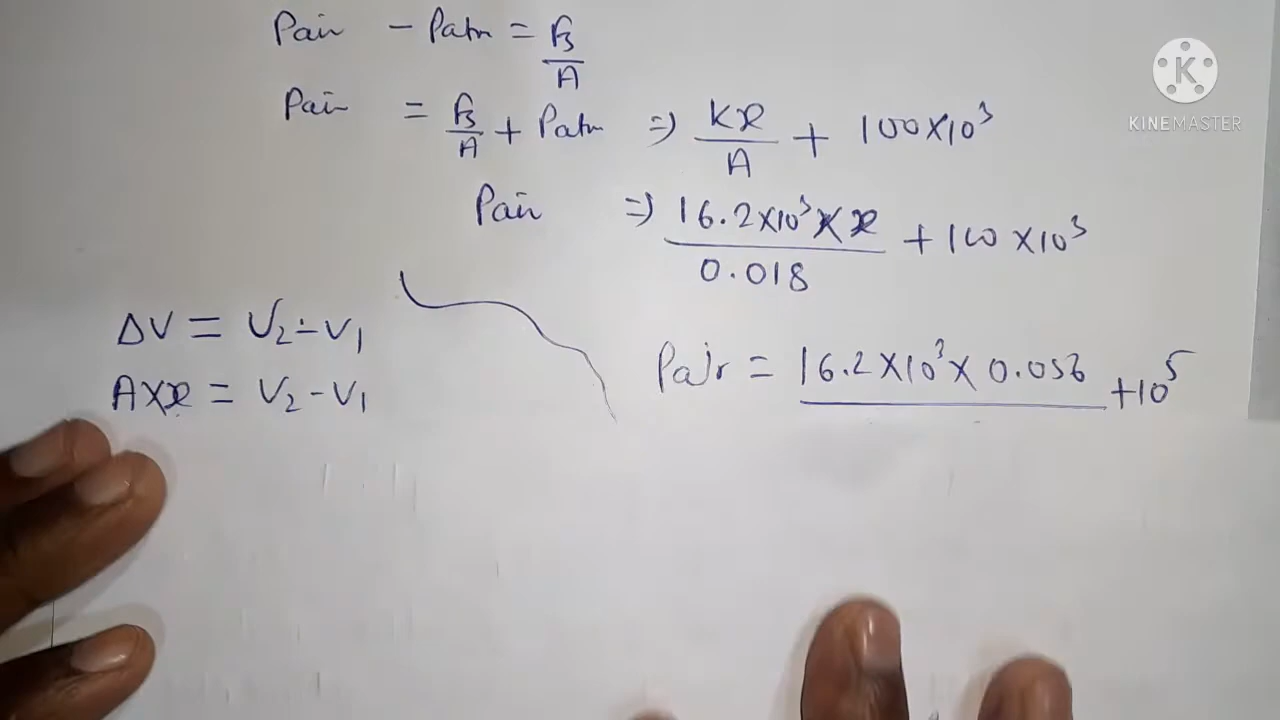 Pair - Patm = Fs/A
K
KINEMASTER
Pair = Fs/A + Patm ⇒ Kx/A + 100×10³
Pair ⇒ 16.2×10³×x/0.018 + 100×10³
ΔV = V₂-V₁
Pair = 16.2×10³× 0.056 +10⁵
A×x = V₂-V₁